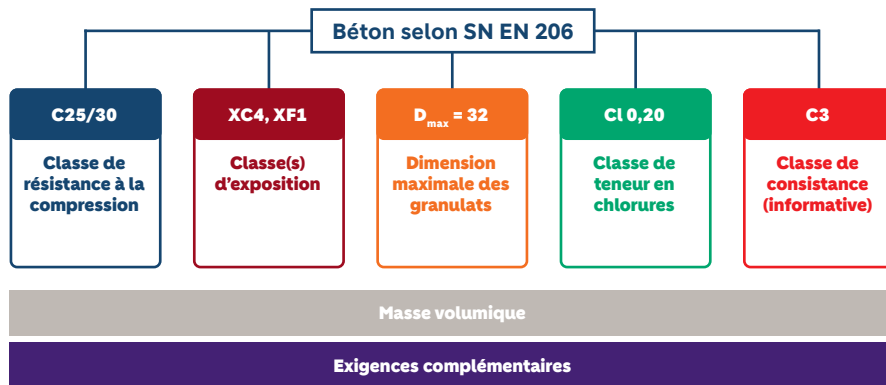 Béton selon SN EN 206
C25/30
Classe de
résistance à la
compression
XC4, XF1
Classe(s)
d’exposition
Dmax = 32
Dimension
maximale des
granulats
Cl 0,20
Classe de
teneur en
chlorures
C3
Classe de
consistance
(informative)
Masse volumique
Exigences complémentaires